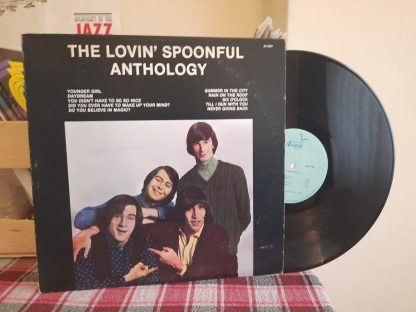 JAZZ
THE LOVIN' SPOONFUL
ANTHOLOGY
YOUNGER GIRL
DAYDREAM
YOU DIDN'T HAVE TO BE SO NICE
DID YOU EVER HAVE TO MAKE UP YOUR MIND?
DO YOU BELIEVE IN MAGIC?
SUMMER IN THE CITY
RAIN ON THE ROOF
SIX O'CLOCK
TILL I RUN WITH YOU
NEVER GOING BACK